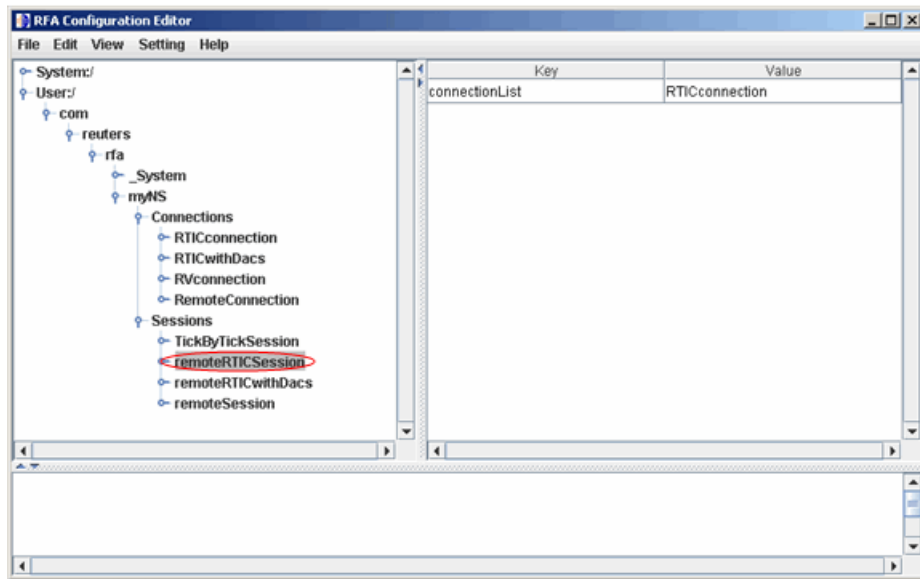 RFA Configuration Editor
File Edit View Setting Help
System:/
User:/
com
reuters
rfa
_System
myNS
Connections
RTICconnection
RTICwithDacs
RVconnection
RemoteConnection
Sessions
TickByTickSession
remoteRTICSession
remoteRTICwithDacs
remoteSession
Key Value
connectionList RTICconnection